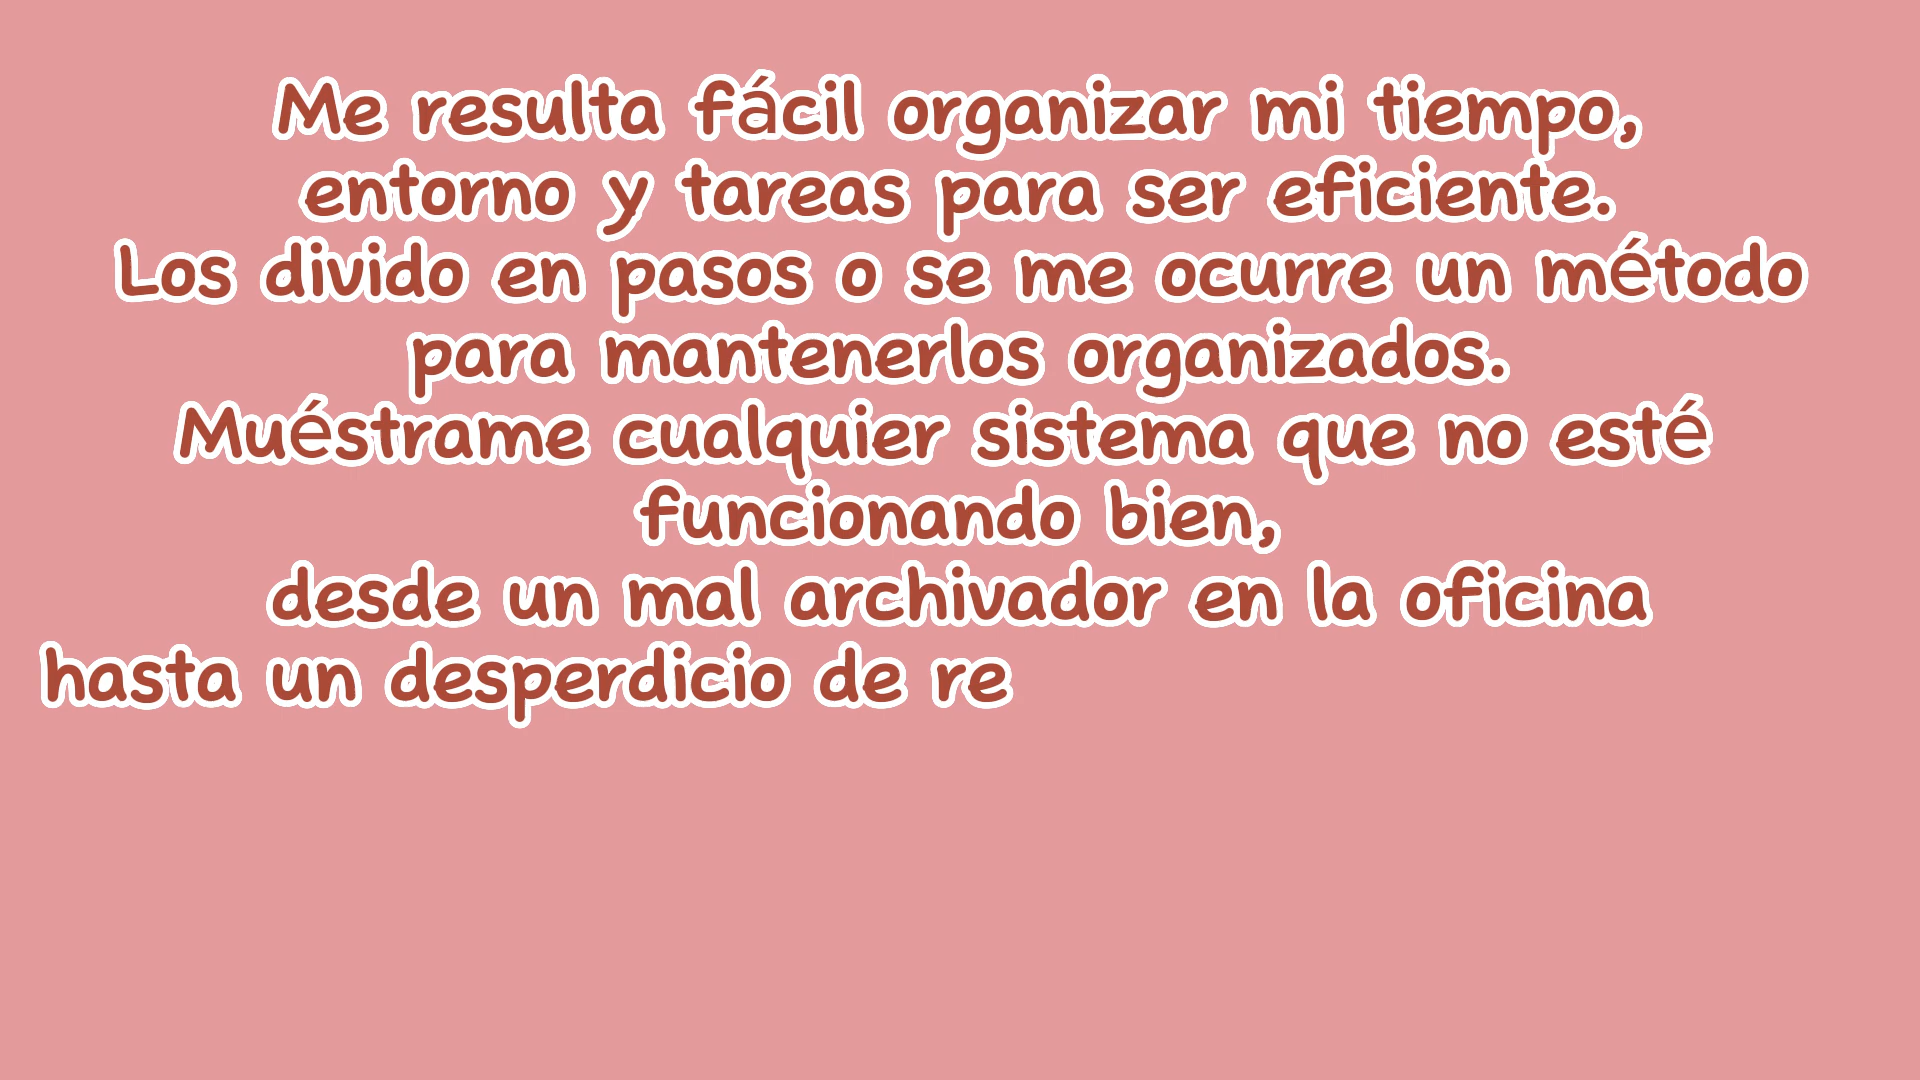 Me resulta fácil organizar mi tiempo,
entorno y tareas para ser eficiente.
Los divido en pasos o se me ocurre un método
para mantenerlos organizados.
Muéstrame cualquier sistema que no esté
funcionando bien,
desde un mal archivador en la oficina
hasta un desperdicio de re